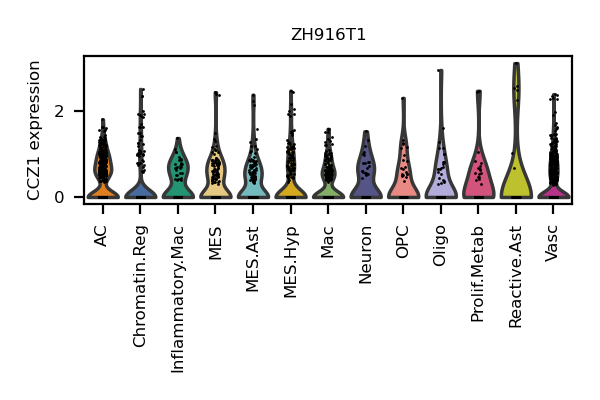 ZH916T1
CCZ1 expression
2
0
AC
Chromatin.Reg
Inflammatory.Mac
MES
MES.Ast
MES.Hyp
Mac
Neuron
OPC
Oligo
Prolif.Metab
Reactive.Ast
Vasc